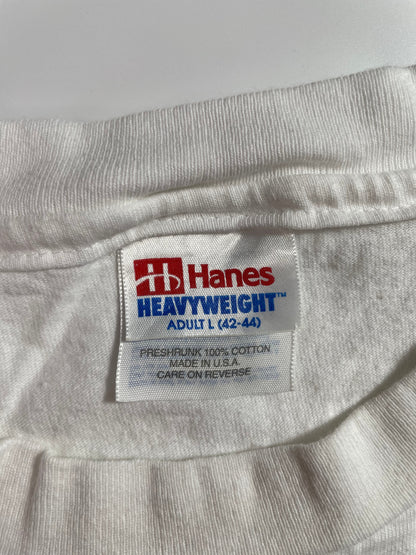 Hanes
HEAVYWEIGHT™
ADULT L (42-44)
PRESHRUNK 100% COTTON
MADE IN U.S.A
CARE ON REVERSE